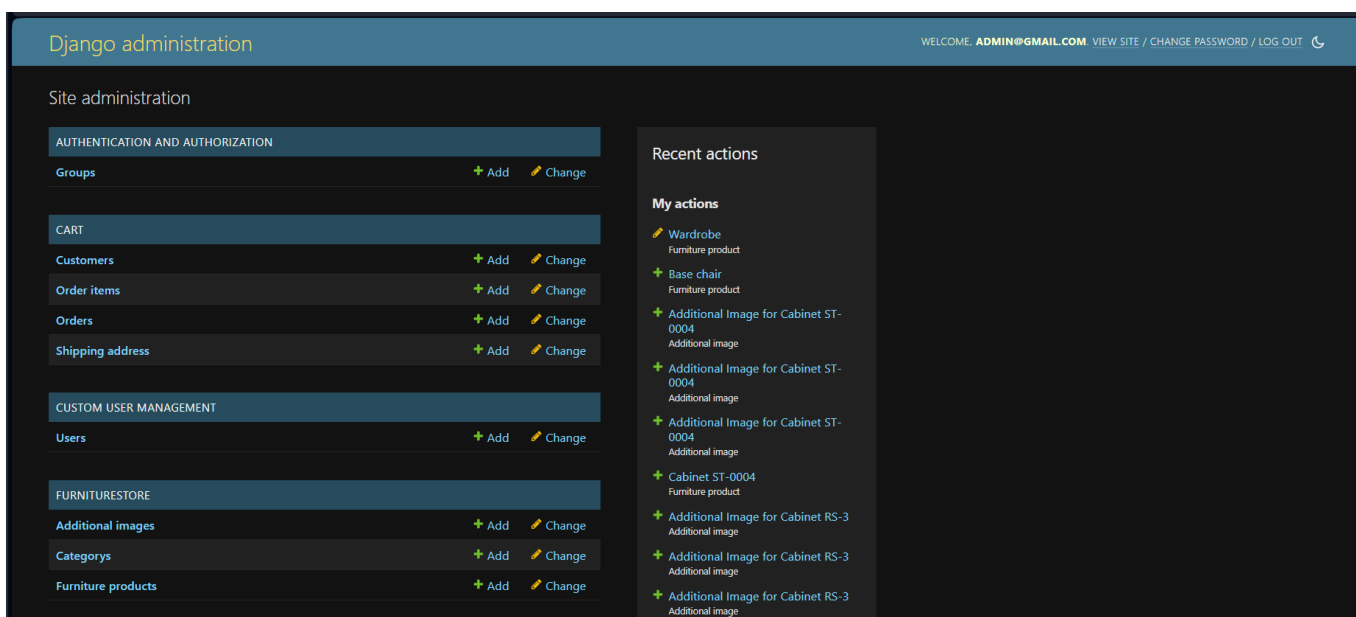 Django administration
WELCOME, ADMIN@GMAIL.COM. VIEW SITE / CHANGE PASSWORD / LOG OUT
Site administration
AUTHENTICATION AND AUTHORIZATION
Groups Add Change
CART
Customers Add Change
Order items Add Change
Orders Add Change
Shipping address Add Change
CUSTOM USER MANAGEMENT
Users Add Change
FURNITURESTORE
Additional images Add Change
Categorys Add Change
Furniture products Add Change
Recent actions
My actions
Wardrobe
Furniture product
Base chair
Furniture product
Additional Image for Cabinet ST-
0004
Additional image
Additional Image for Cabinet ST-
0004
Additional image
Additional Image for Cabinet ST-
0004
Additional image
Cabinet ST-0004
Furniture product
Additional Image for Cabinet RS-3
Additional image
Additional Image for Cabinet RS-3
Additional image
Additional Image for Cabinet RS-3
Additional image